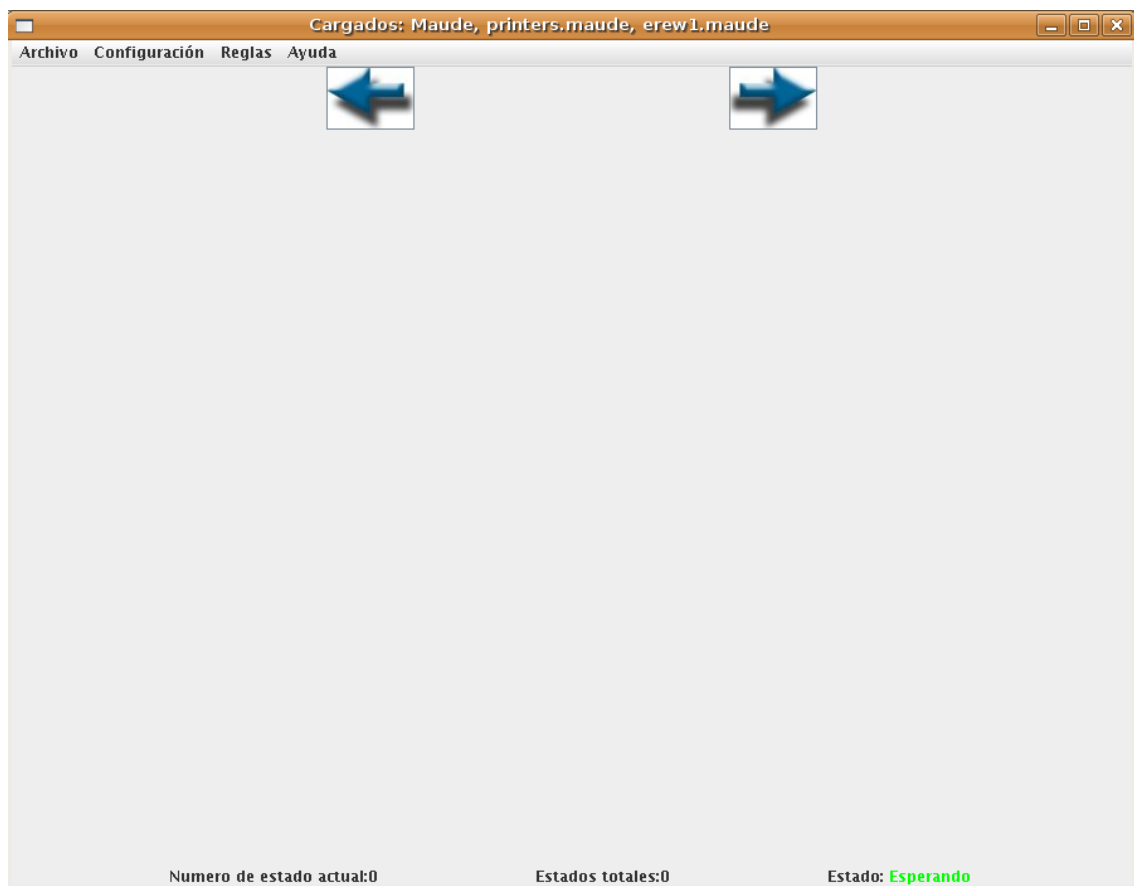 Cargados: Maude, printers.maude, erew1.maude
Archivo Configuración Reglas Ayuda
Numero de estado actual:0 Estados totales:0 Estado: Esperando